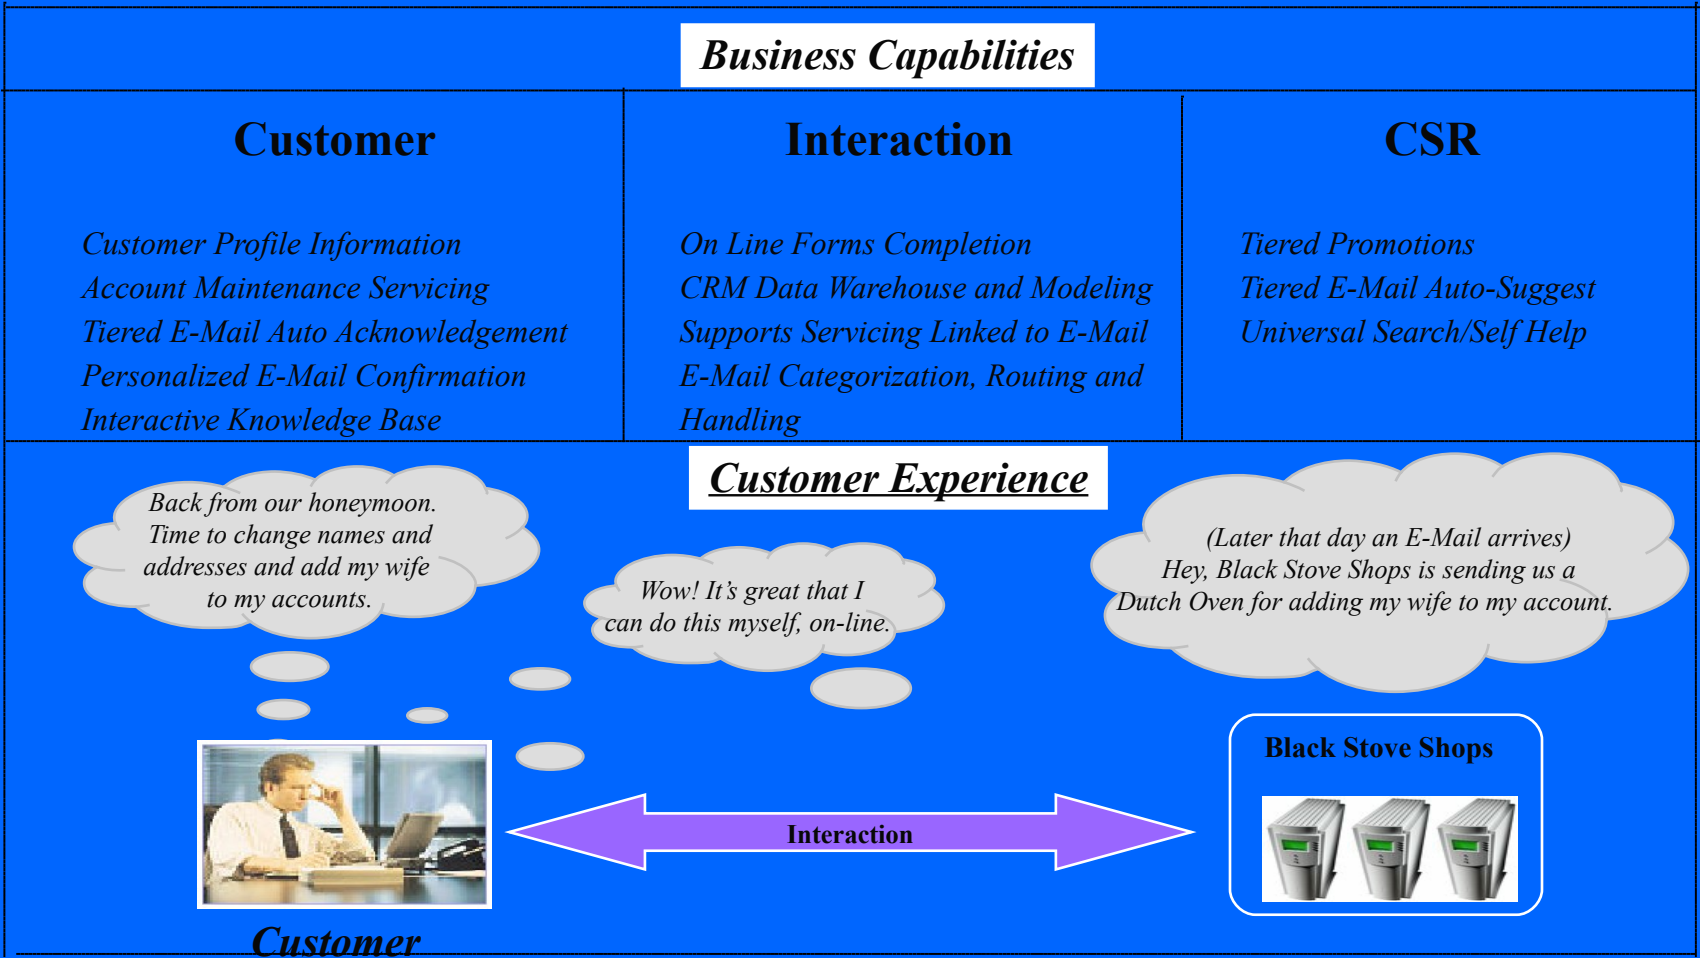 Business Capabilities
Customer
Interaction
CSR
Customer Profile Information
Account Maintenance Servicing
Tiered E-Mail Auto Acknowledgement
Personalized E-Mail Confirmation
Interactive Knowledge Base
On Line Forms Completion
CRM Data Warehouse and Modeling
Supports Servicing Linked to E-Mail
E-Mail Categorization, Routing and
Handling
Tiered Promotions
Tiered E-Mail Auto-Suggest
Universal Search/Self Help
Customer Experience
Back from our honeymoon.
Time to change names and
addresses and add my wife
to my accounts.
Wow! It’s great that I
can do this myself, on-line.
(Later that day an E-Mail arrives)
Hey, Black Stove Shops is sending us a
Dutch Oven for adding my wife to my account.
Black Stove Shops
Interaction
Customer